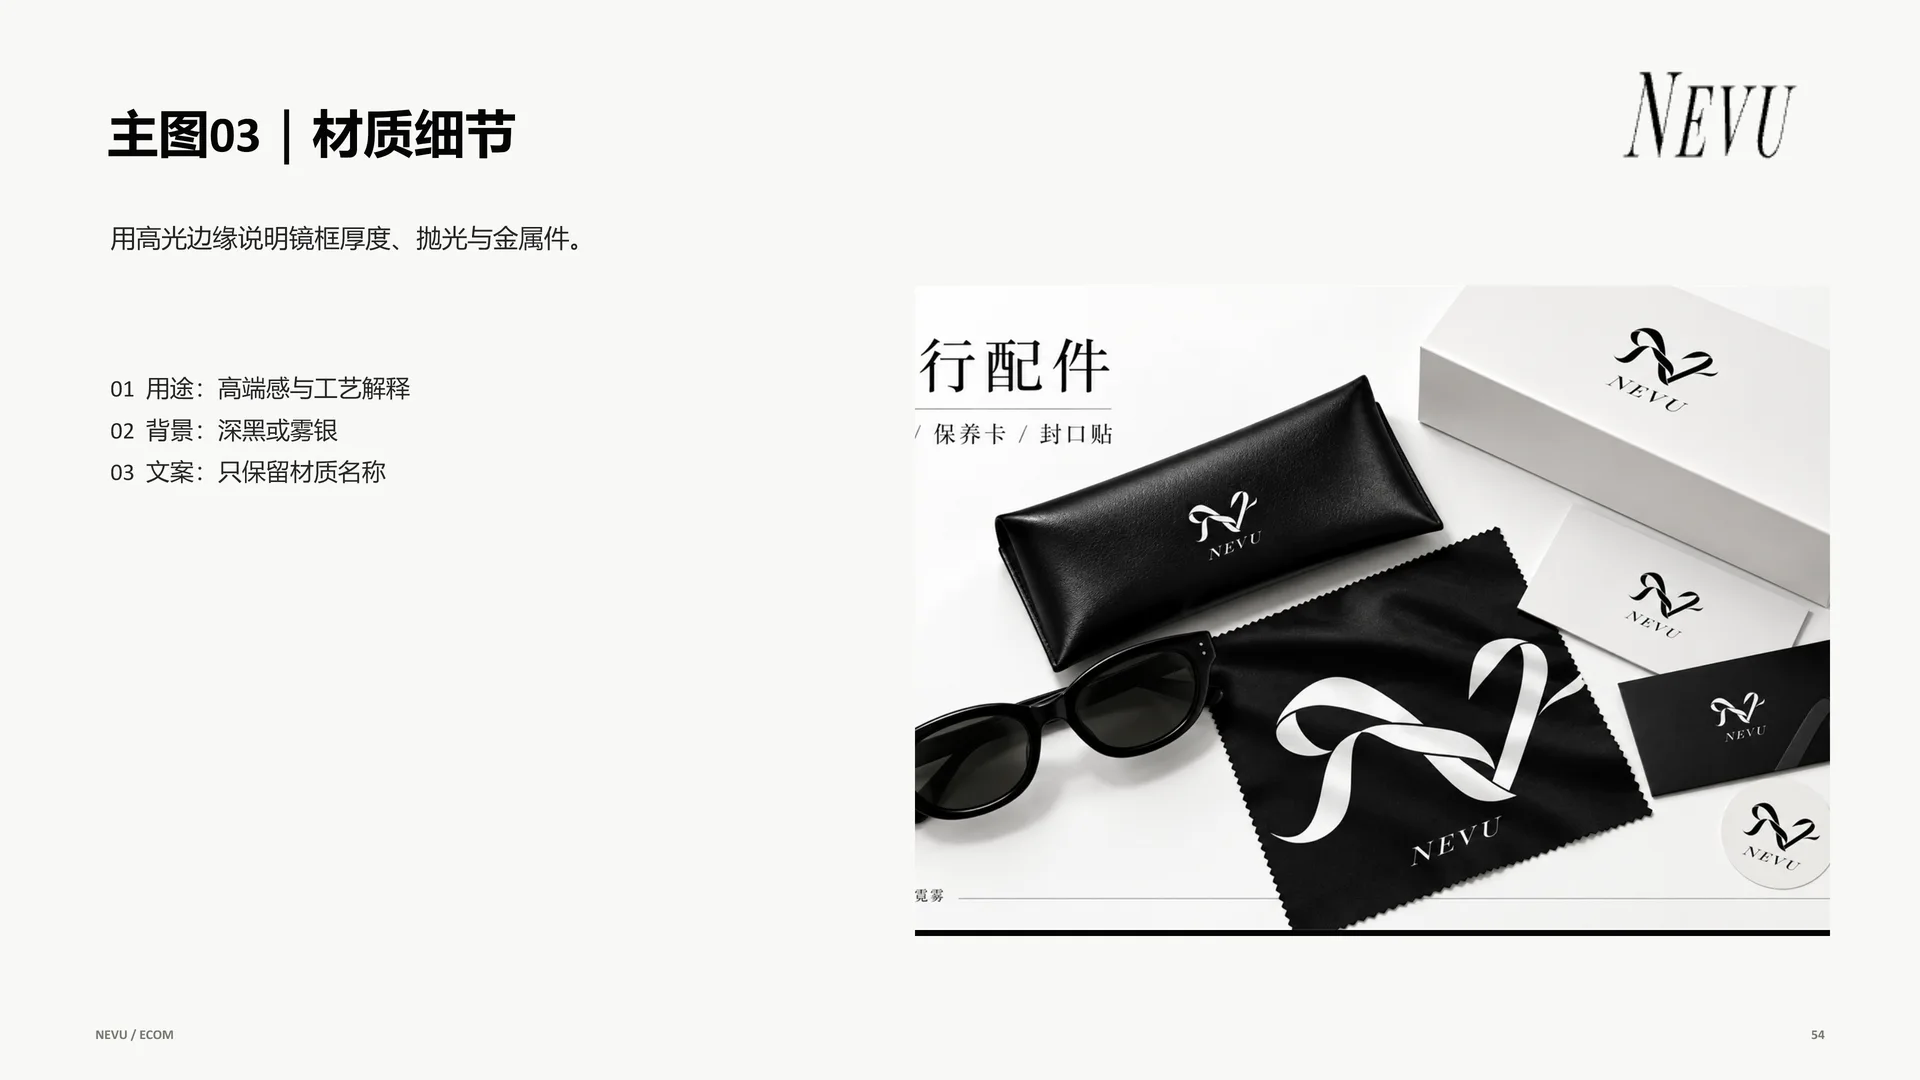 主图03｜材质细节
NEVU
用高光边缘说明镜框厚度、抛光与金属件。
01 用途：高端感与工艺解释
02 背景：深黑或雾银
03 文案：只保留材质名称
行配件
/ 保养卡 / 封口贴
NEVU
NEVU
NEVU
NEVU
NEVU
NEVU
霓雾
NEVU / ECOM
54